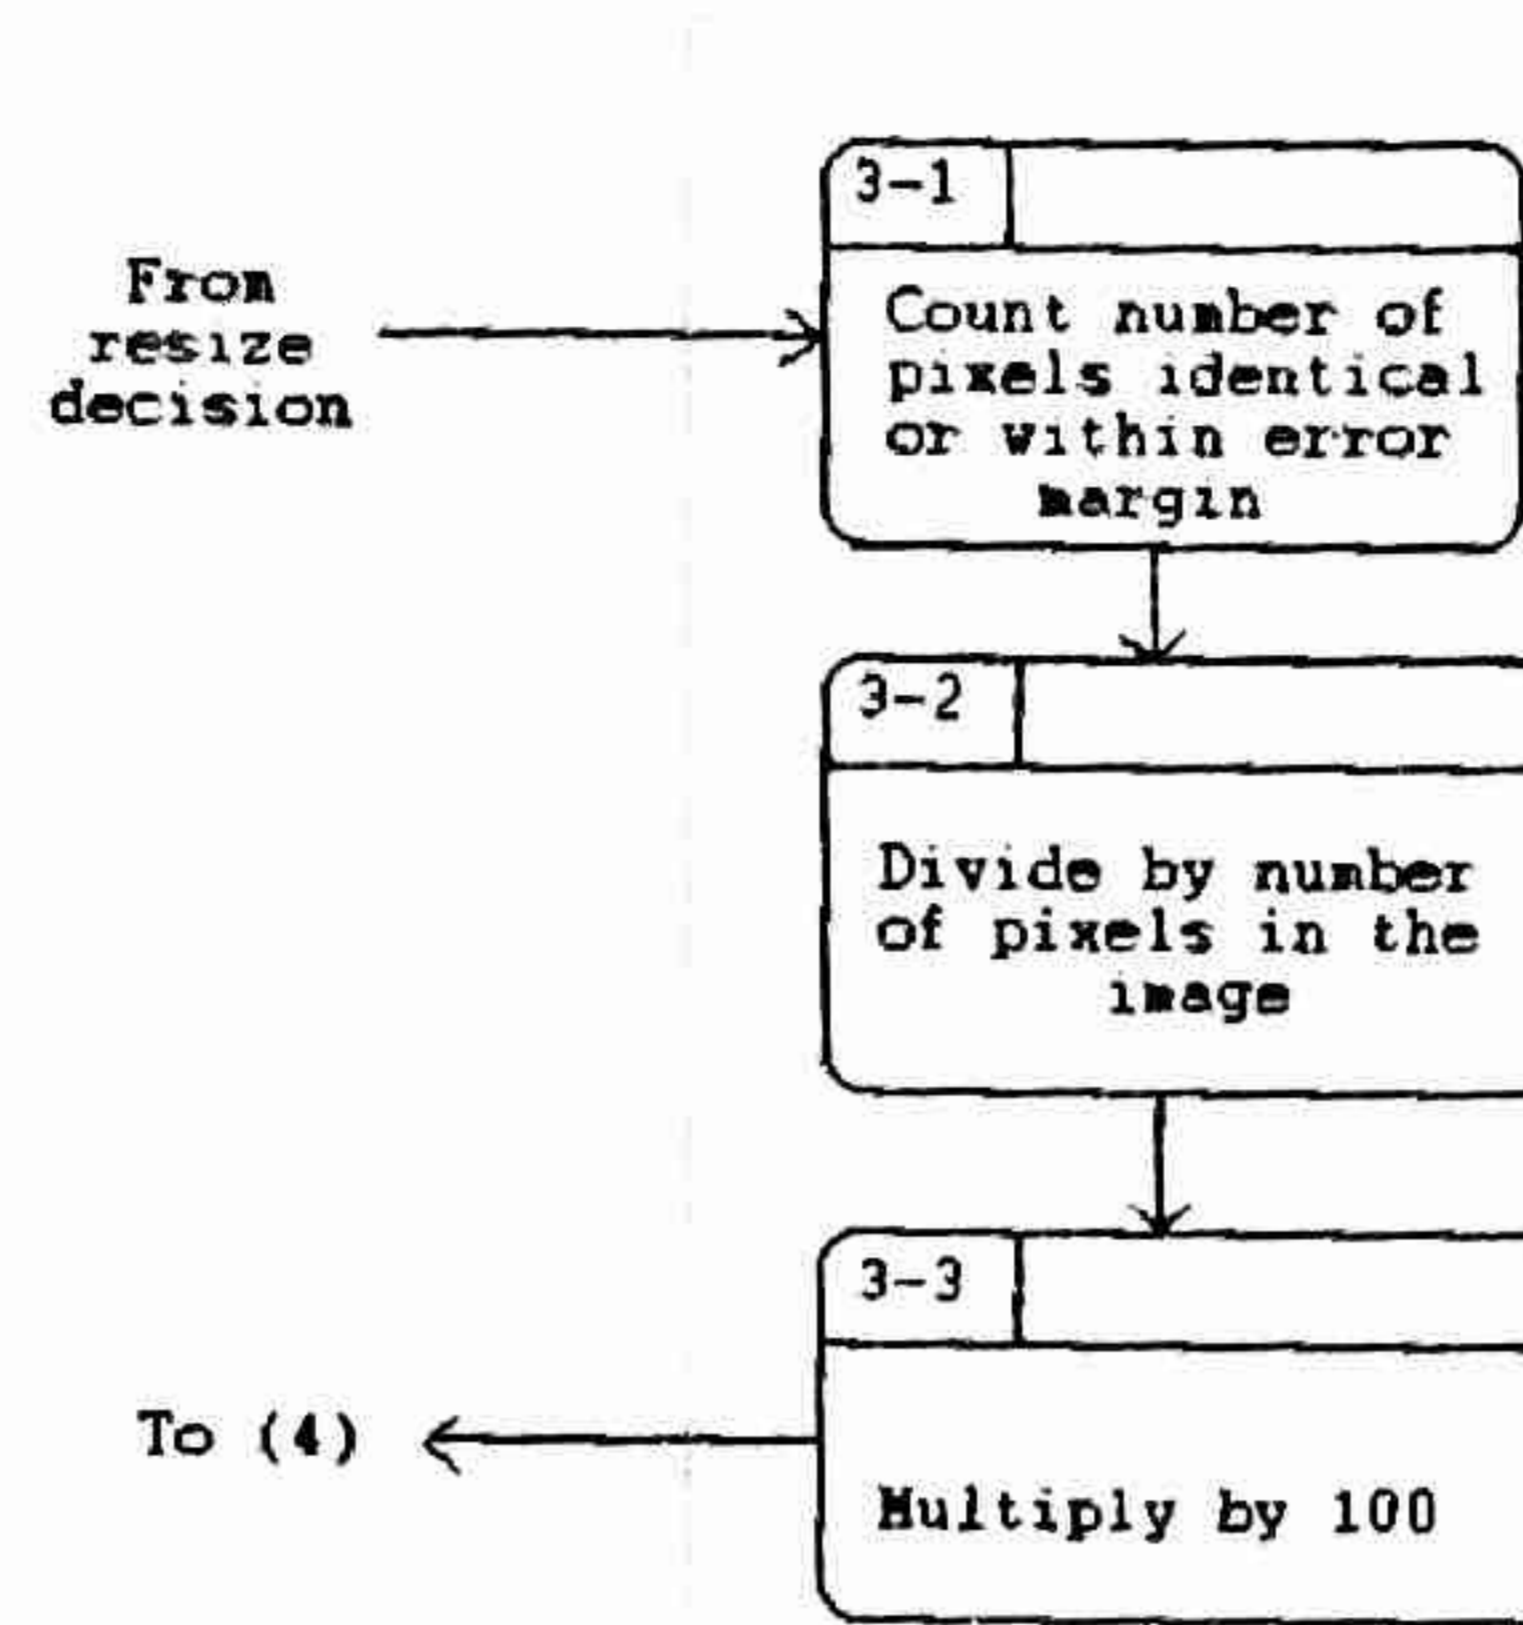 3-1
From
resize
decision
Count number of
pixels identical
or within error
margin
3-2
Divide by number
of pixels in the
image
3-3
To (4)
Multiply by 100